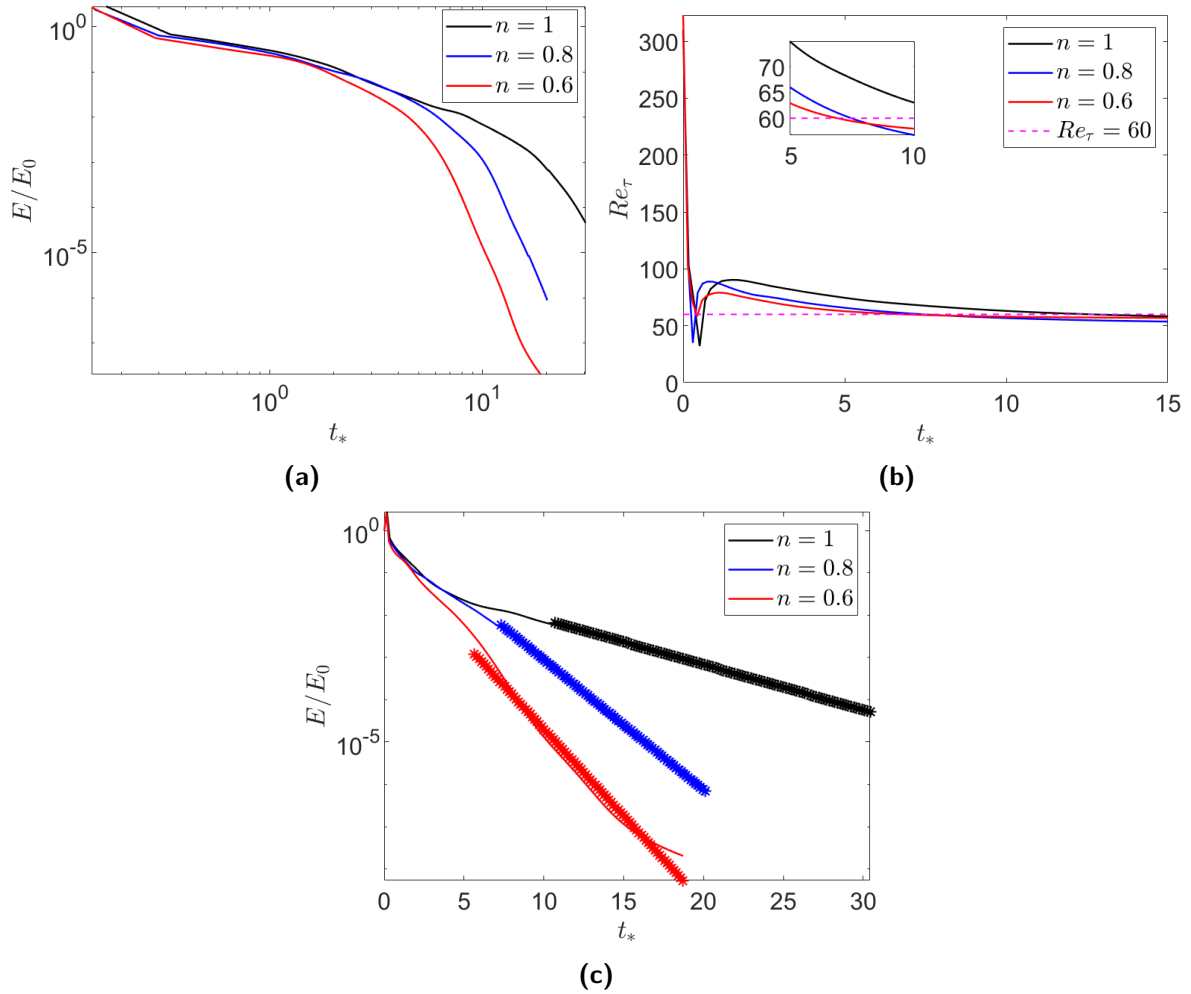 10^0
10^-5
E/E_0
10^0
10^1
t_*
n = 1
n = 0.8
n = 0.6
(a)
300
250
200
150
100
50
0
Re_τ
0
5
10
15
t_*
70
65
60
5
10
n = 1
n = 0.8
n = 0.6
Re_τ = 60
(b)
10^0
10^-5
E/E_0
0
5
10
15
20
25
30
t_*
n = 1
n = 0.8
n = 0.6
(c)